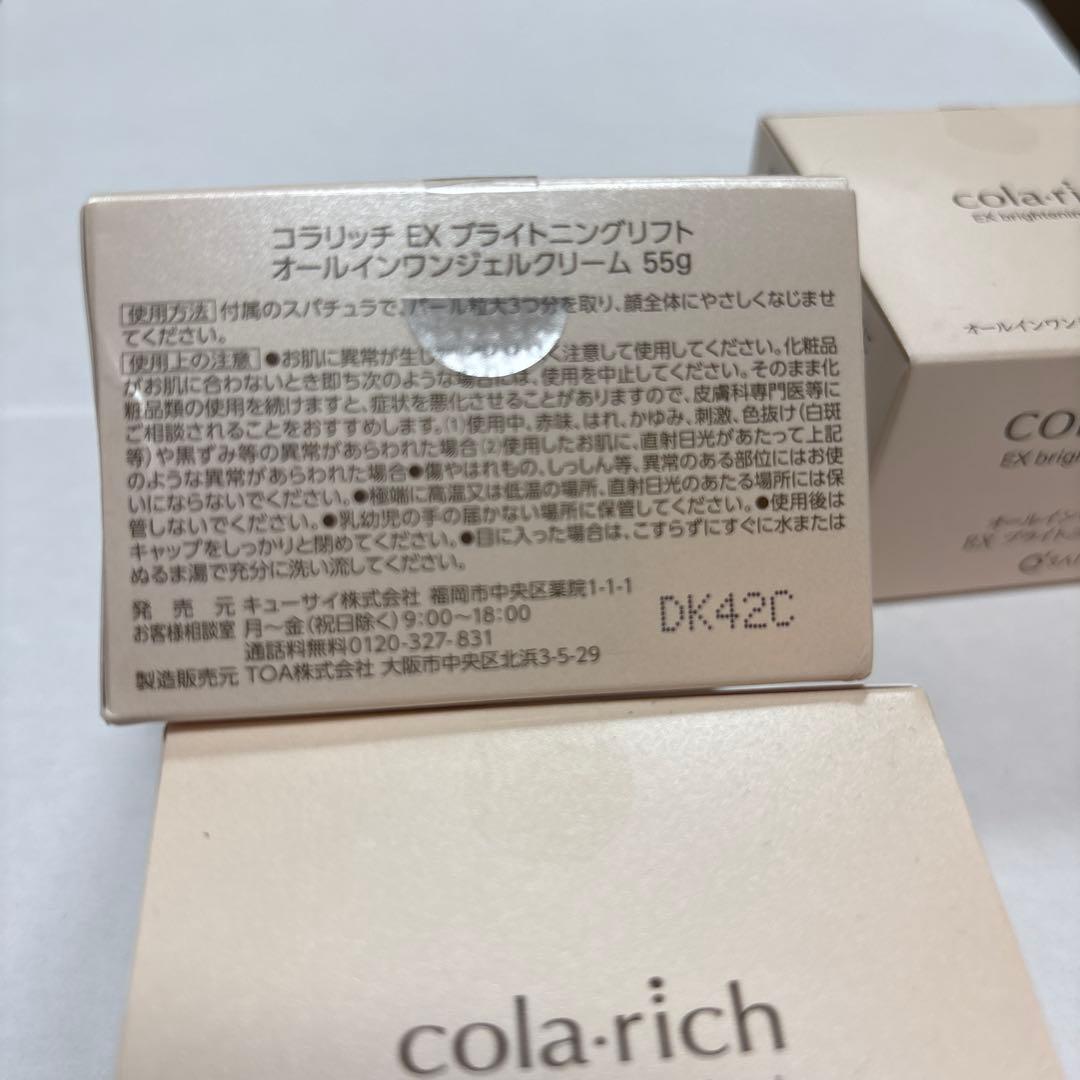 コラリッチ EX ブライトニングリフト
オールインワンジェルクリーム 55g
使用方法 付属のスパチュラで、パール粒大3つ分を取り、顔全体にやさしくなじませ
てください。
使用上の注意 ●お肌に異常が生じ く注意して使用してください。化粧品
がお肌に合わないとき即ち次のような場合には、使用を中止してください。そのまま化
粧品類の使用を続けますと、症状を悪化させることがありますので、皮膚科専門医等に
ご相談されることをおすすめします。(1)使用中、赤味、はれ、かゆみ、刺激、色抜け(白斑
等)や黒ずみ等の異常があらわれた場合(2)使用したお肌に、直射日光があたって上記
のような異常があらわれた場合●傷やはれもの、しっしん等、異常のある部位にはお使
いにならないでください。●極端に高温又は低温の場所、直射日光のあたる場所には保
管しないでください。●乳幼児の手の届かない場所に保管してください。●使用後は
キャップをしっかりと閉めてください。●目に入った場合は、こすらずにすぐに水または
ぬるま湯で充分に洗い流してください。
発売元 キューサイ株式会社 福岡市中央区薬院1-1-1
お客様相談室 月〜金(祝日除く)9:00〜18:00
通話料無料0120-327-831
製造販売元 TOA株式会社 大阪市中央区北浜3-5-29
DK42C
cola・ri
EX brightenin
オールインワン
co
EX brigh
オールイン
EX ブライトニ
Q'SA
cola・rich